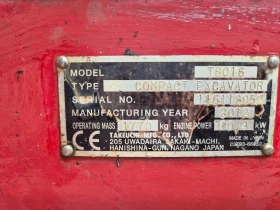 MODEL TB016
TYPE COMPACT EXCAVATOR
SERIAL NO.
MANUFACTURING YEAR
OPERATING MASS kg ENGINE POWER kW
TAKEUCHI MFG. CO., LTD.
205 UWADAIRA, SAKAKI-MACHI,
HANISHINA-GUN, NAGANO JAPAN
MADE IN JAPAN